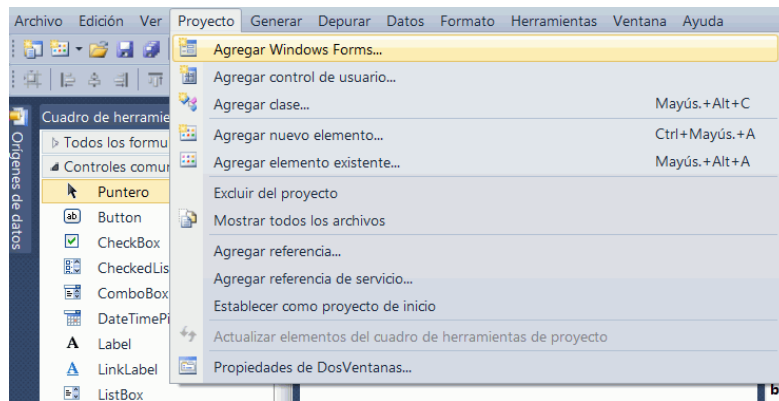 Archivo Edición Ver Proyecto Generar Depurar Datos Formato Herramientas Ventana Ayuda
Agregar Windows Forms...
Agregar control de usuario...
Agregar clase... Mayús.+Alt+C
Agregar nuevo elemento... Ctrl+Mayús.+A
Agregar elemento existente... Mayús.+Alt+A
Excluir del proyecto
Mostrar todos los archivos
Agregar referencia...
Agregar referencia de servicio...
Establecer como proyecto de inicio
Actualizar elementos del cuadro de herramientas de proyecto
Propiedades de DosVentanas...
Orígenes de datos
Cuadro de herramie
Todos los formu
Controles comu
Puntero
Button
CheckBox
CheckedLis
ComboBox
DateTimePi
Label
LinkLabel
ListBox